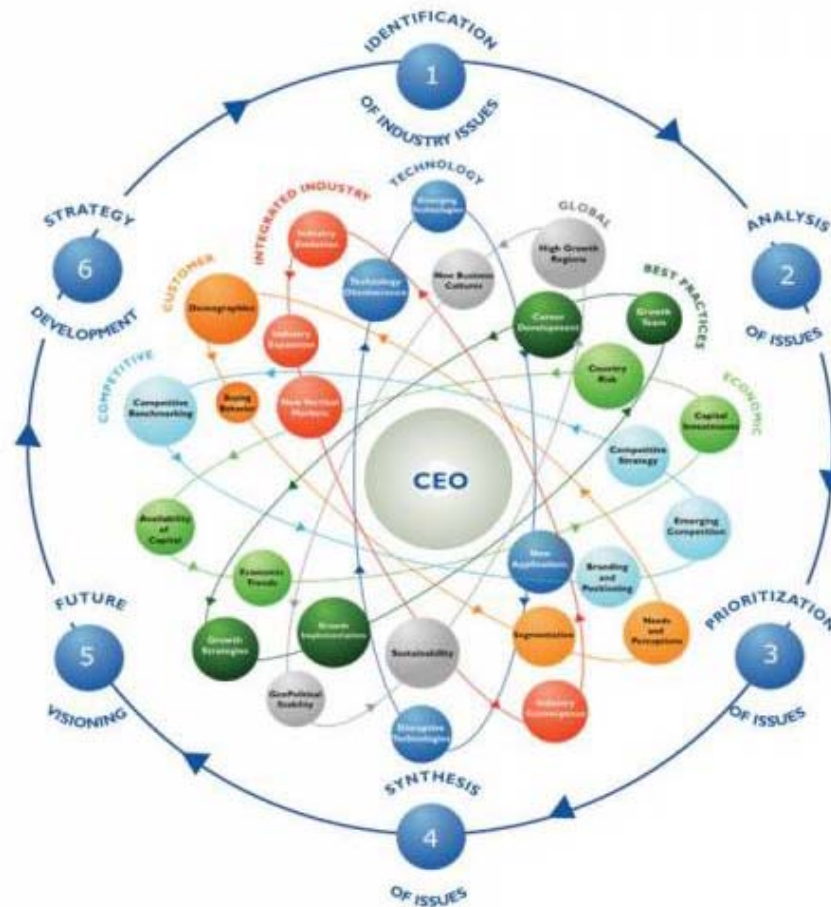 IDENTIFICATION
1
OF INDUSTRY ISSUES
ANALYSIS
2
OF ISSUES
PRIORITIZATION
3
OF ISSUES
SYNTHESIS
4
OF ISSUES
FUTURE
5
VISIONING
STRATEGY
6
DEVELOPMENT
TECHNOLOGY
Emerging
Technologies
Technology
Obsolescence
New
Applications
Disruptive
Technologies
INTEGRATED INDUSTRY
Industry
Evolution
Industry
Expansion
New Vertical
Markets
Industry
Convergence
GLOBAL
High Growth
Regions
New Business
Cultures
Sustainability
GeoPolitical
Stability
BEST PRACTICES
Growth
Team
Career
Development
Growth
Implementation
Growth
Strategies
CUSTOMER
Demographics
Buying
Behavior
Segmentation
Needs
and
Perceptions
COMPETITIVE
Competitive
Benchmarking
Competitive
Strategy
Emerging
Competition
Branding and
Positioning
ECONOMIC
Country
Risk
Capital
Investments
Availability
of
Capital
Economic
Trends
CEO